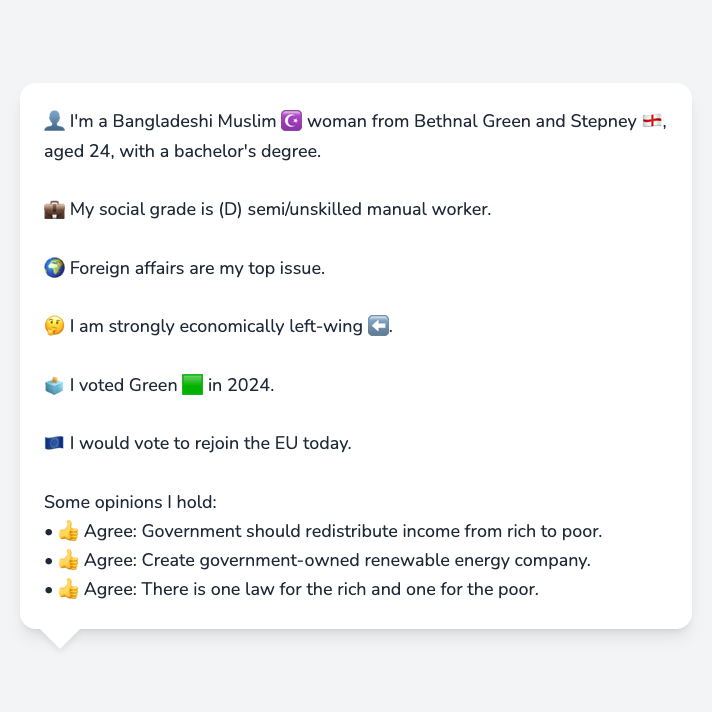 👤 I'm a Bangladeshi Muslim ☪️ woman from Bethnal Green and Stepney 🏴󠁧󠁢󠁥󠁮󠁧󠁿,
aged 24, with a bachelor's degree.
💼 My social grade is (D) semi/unskilled manual worker.
🌍 Foreign affairs are my top issue.
🤔 I am strongly economically left-wing ⬅️.
🗳️ I voted Green 🟩 in 2024.
🇪🇺 I would vote to rejoin the EU today.
Some opinions I hold:
• 👍 Agree: Government should redistribute income from rich to poor.
• 👍 Agree: Create government-owned renewable energy company.
• 👍 Agree: There is one law for the rich and one for the poor.